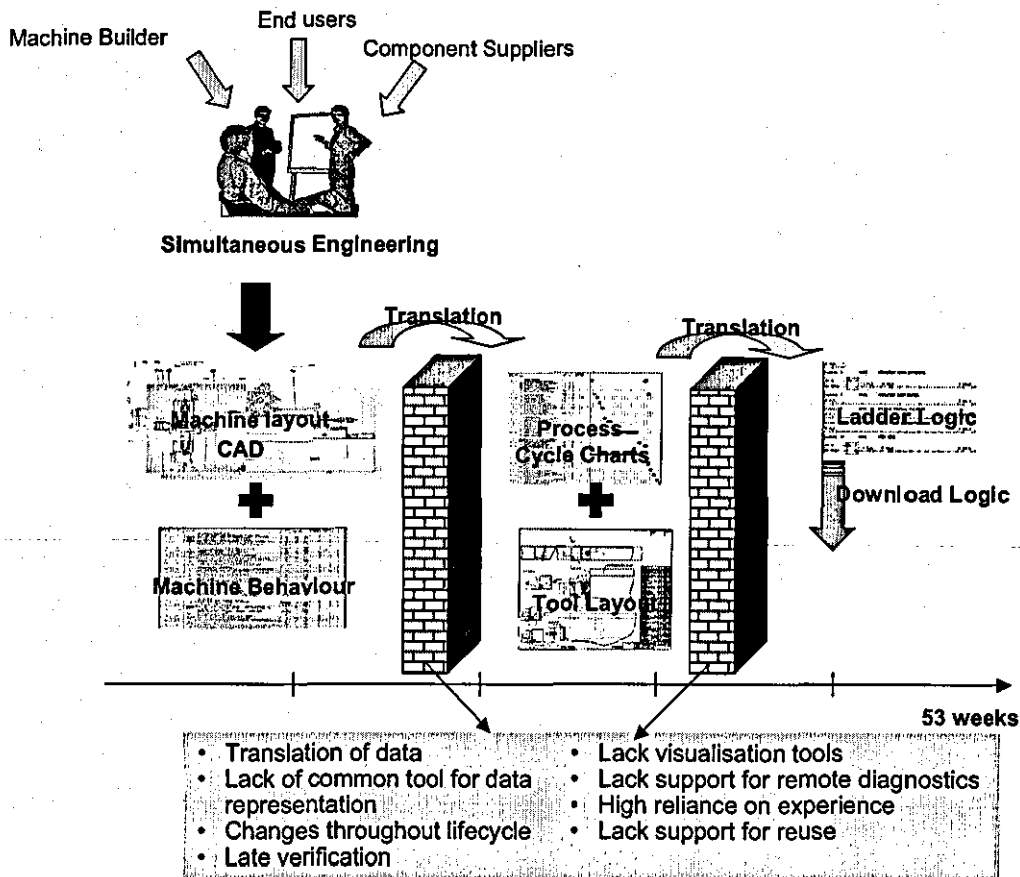 End users
Machine Builder
Component Suppliers
Simultaneous Engineering
Translation
Translation
Machine layout
CAD
Process
Cycle Charts
Ladder Logic
Download Logic
Machine Behaviour
Tool Layout
53 weeks
• Translation of data
• Lack of common tool for data
representation
• Changes throughout lifecycle
• Late verification
• Lack visualisation tools
• Lack support for remote diagnostics
• High reliance on experience
• Lack support for reuse